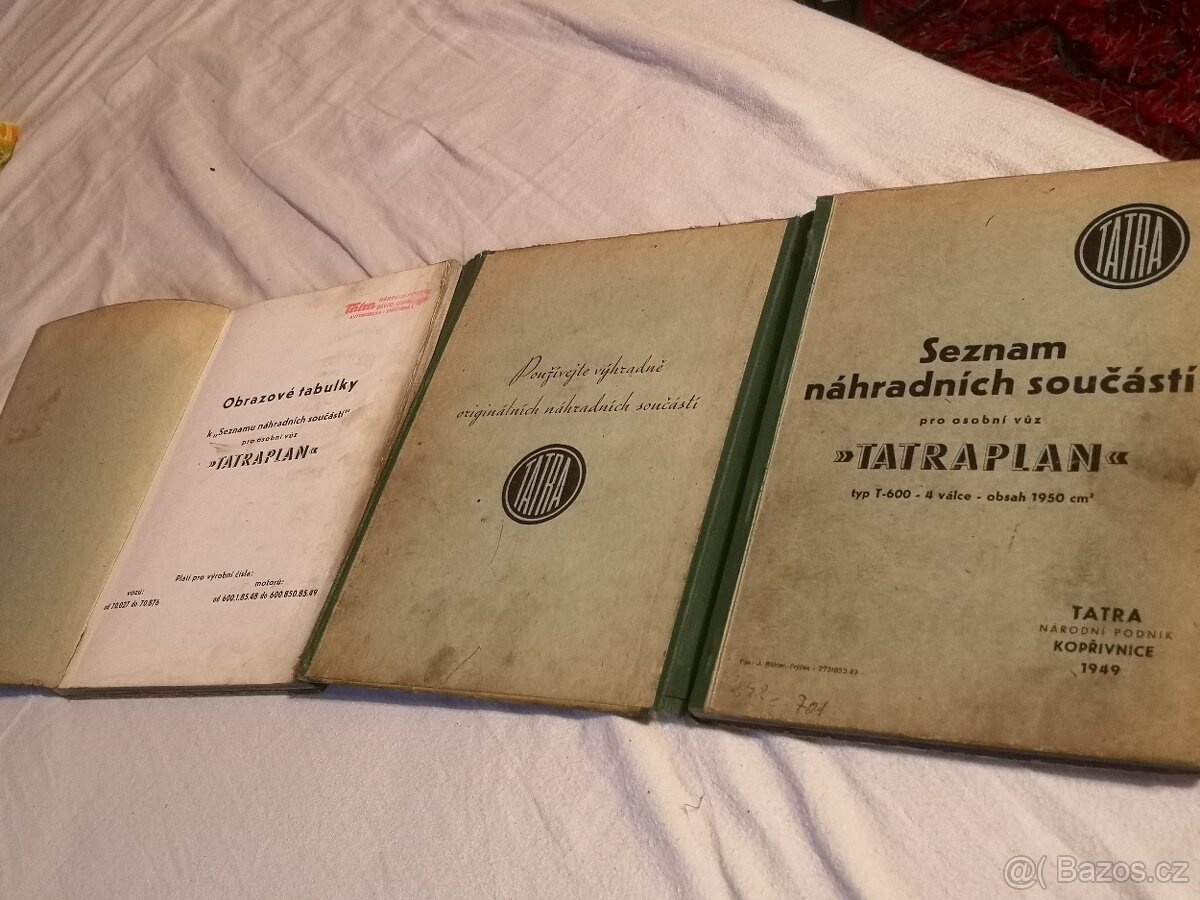 Tatra
Obrazové tabulky
k „Seznamu náhradních součástí"
pro osobní vůz
»TATRAPLAN«
Platí pro výrobní čísla:
vozů: motorů:
od 70.027 do 70.876 od 600.1.85.48 do 600.850.85.49
Používejte výhradně
originálních náhradních součástí
TATRA
TATRA
Seznam
náhradních součástí
pro osobní vůz
»TATRAPLAN«
typ T-600 - 4 válce - obsah 1950 cm³
TATRA
NÁRODNÍ PODNIK
KOPŘIVNICE
1949
701
@( Bazos.cz